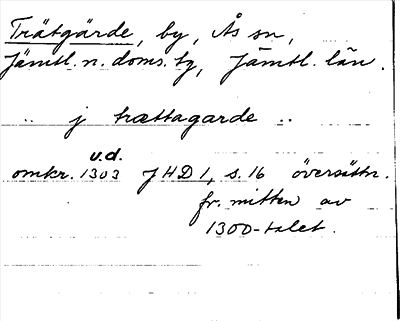 Trätgärde, by, Ås sn,
Jämtl. n. doms. tg, Jämtl. län.
.. j trættagarde ..
u.d.
omkr. 1303 JHD 1, s. 16 översättn.
fr. mitten av
1300-talet.